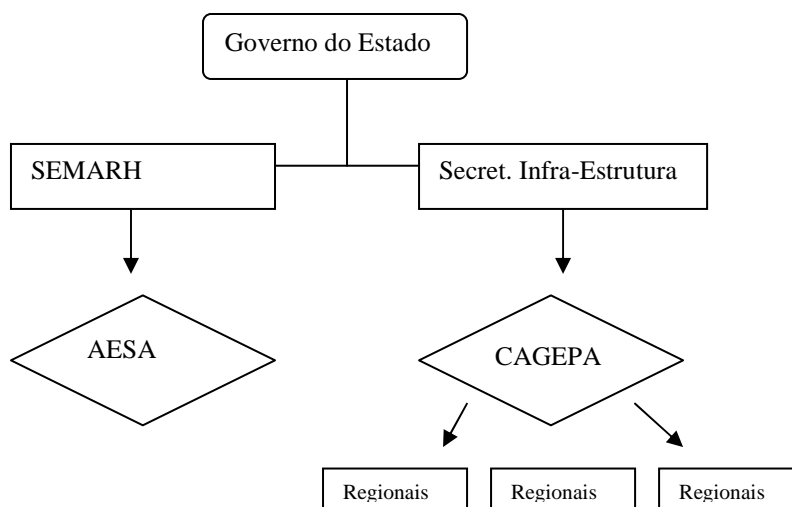 Governo do Estado
SEMARH
Secret. Infra-Estrutura
AESA
CAGEPA
Regionais
Regionais
Regionais